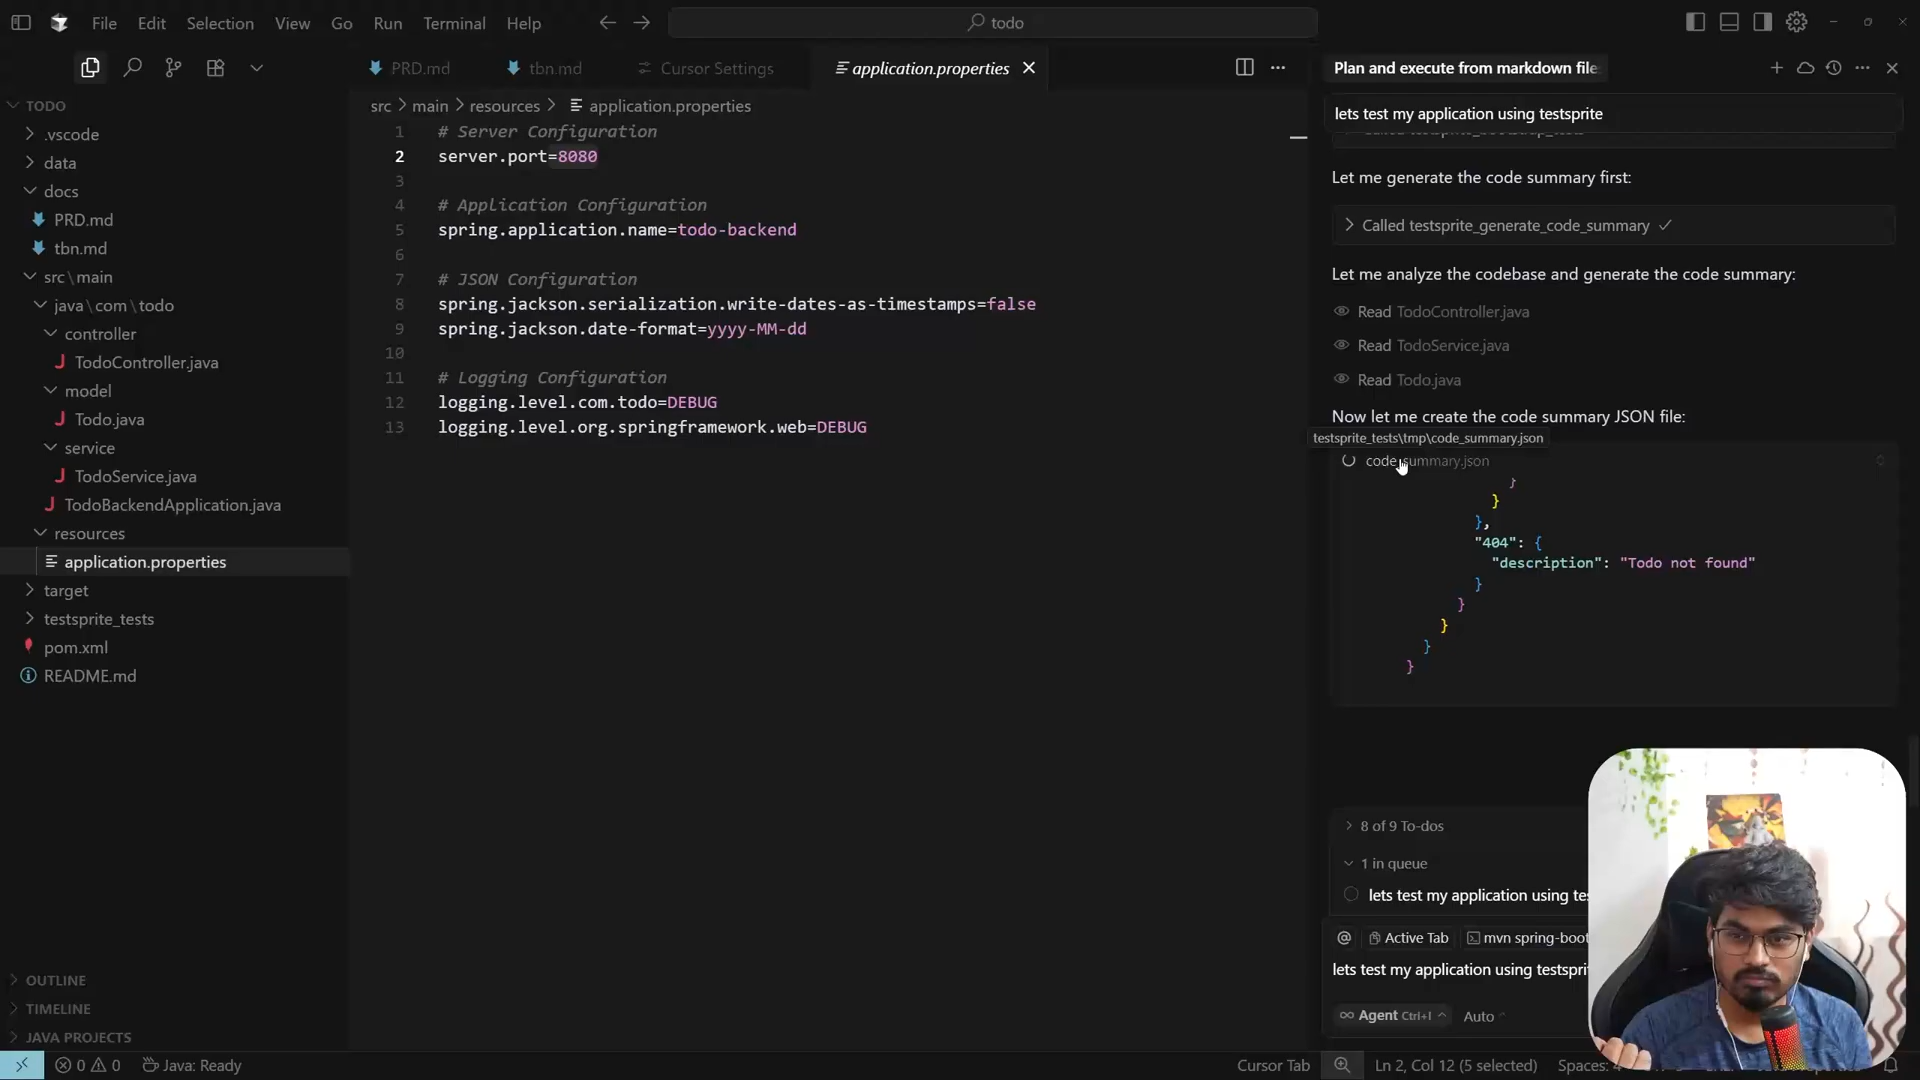 File Edit Selection View Go Run Terminal Help
todo
PRD.md
tbn.md
Cursor Settings
application.properties
Plan and execute from markdown file
TODO
.vscode
data
docs
PRD.md
tbn.md
src\main
java\com\todo
controller
TodoController.java
model
Todo.java
service
TodoService.java
TodoBackendApplication.java
resources
application.properties
target
testsprite_tests
pom.xml
README.md
OUTLINE
TIMELINE
JAVA PROJECTS
src > main > resources > application.properties
1 # Server Configuration
2 server.port=8080
3
4 # Application Configuration
5 spring.application.name=todo-backend
6
7 # JSON Configuration
8 spring.jackson.serialization.write-dates-as-timestamps=false
9 spring.jackson.date-format=yyyy-MM-dd
10
11 # Logging Configuration
12 logging.level.com.todo=DEBUG
13 logging.level.org.springframework.web=DEBUG
lets test my application using testsprite
Called testsprite_bootstrap_tests
Let me generate the code summary first:
Called testsprite_generate_code_summary
Let me analyze the codebase and generate the code summary:
Read TodoController.java
Read TodoService.java
Read Todo.java
Now let me create the code summary JSON file:
testsprite_tests\tmp\code_summary.json
code_summary.json
}
}
},
"404": {
"description": "Todo not found"
}
}
}
}
}
8 of 9 To-dos
1 in queue
lets test my application using te
@ Active Tab mvn spring-boot
lets test my application using testspri
Agent Ctrl+I Auto
0 0 Java: Ready
Cursor Tab Ln 2, Col 12 (5 selected) Spaces: